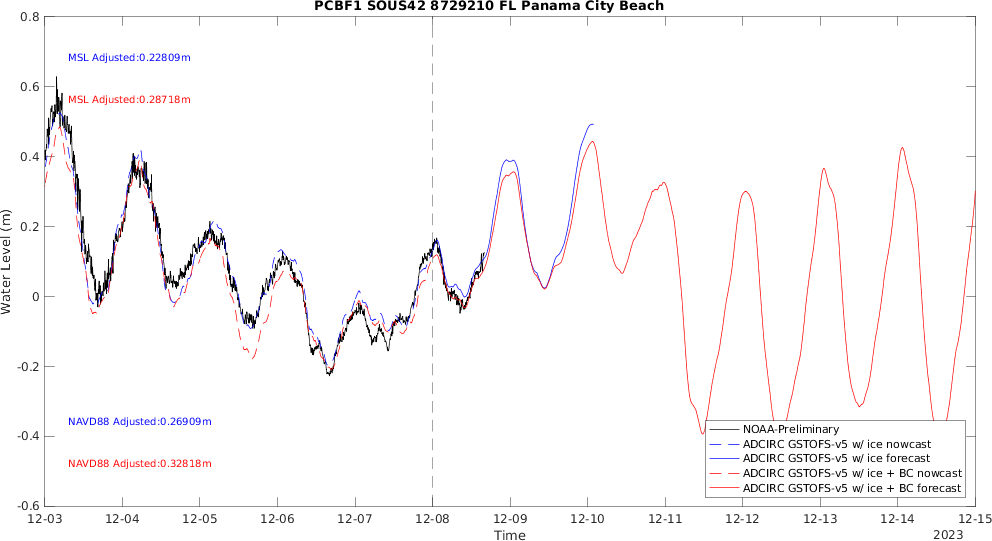 PCBF1 SOUS42 8729210 FL Panama City Beach
0.8
0.6
0.4
0.2
0
-0.2
-0.4
-0.6
Water Level (m)
MSL Adjusted:0.22809m
MSL Adjusted:0.28718m
NAVD88 Adjusted:0.26909m
NAVD88 Adjusted:0.32818m
NOAA-Preliminary
ADCIRC GSTOFS-v5 w/ ice nowcast
ADCIRC GSTOFS-v5 w/ ice forecast
ADCIRC GSTOFS-v5 w/ ice + BC nowcast
ADCIRC GSTOFS-v5 w/ ice + BC forecast
12-03 12-04 12-05 12-06 12-07 12-08 12-09 12-10 12-11 12-12 12-13 12-14 12-15
Time
2023